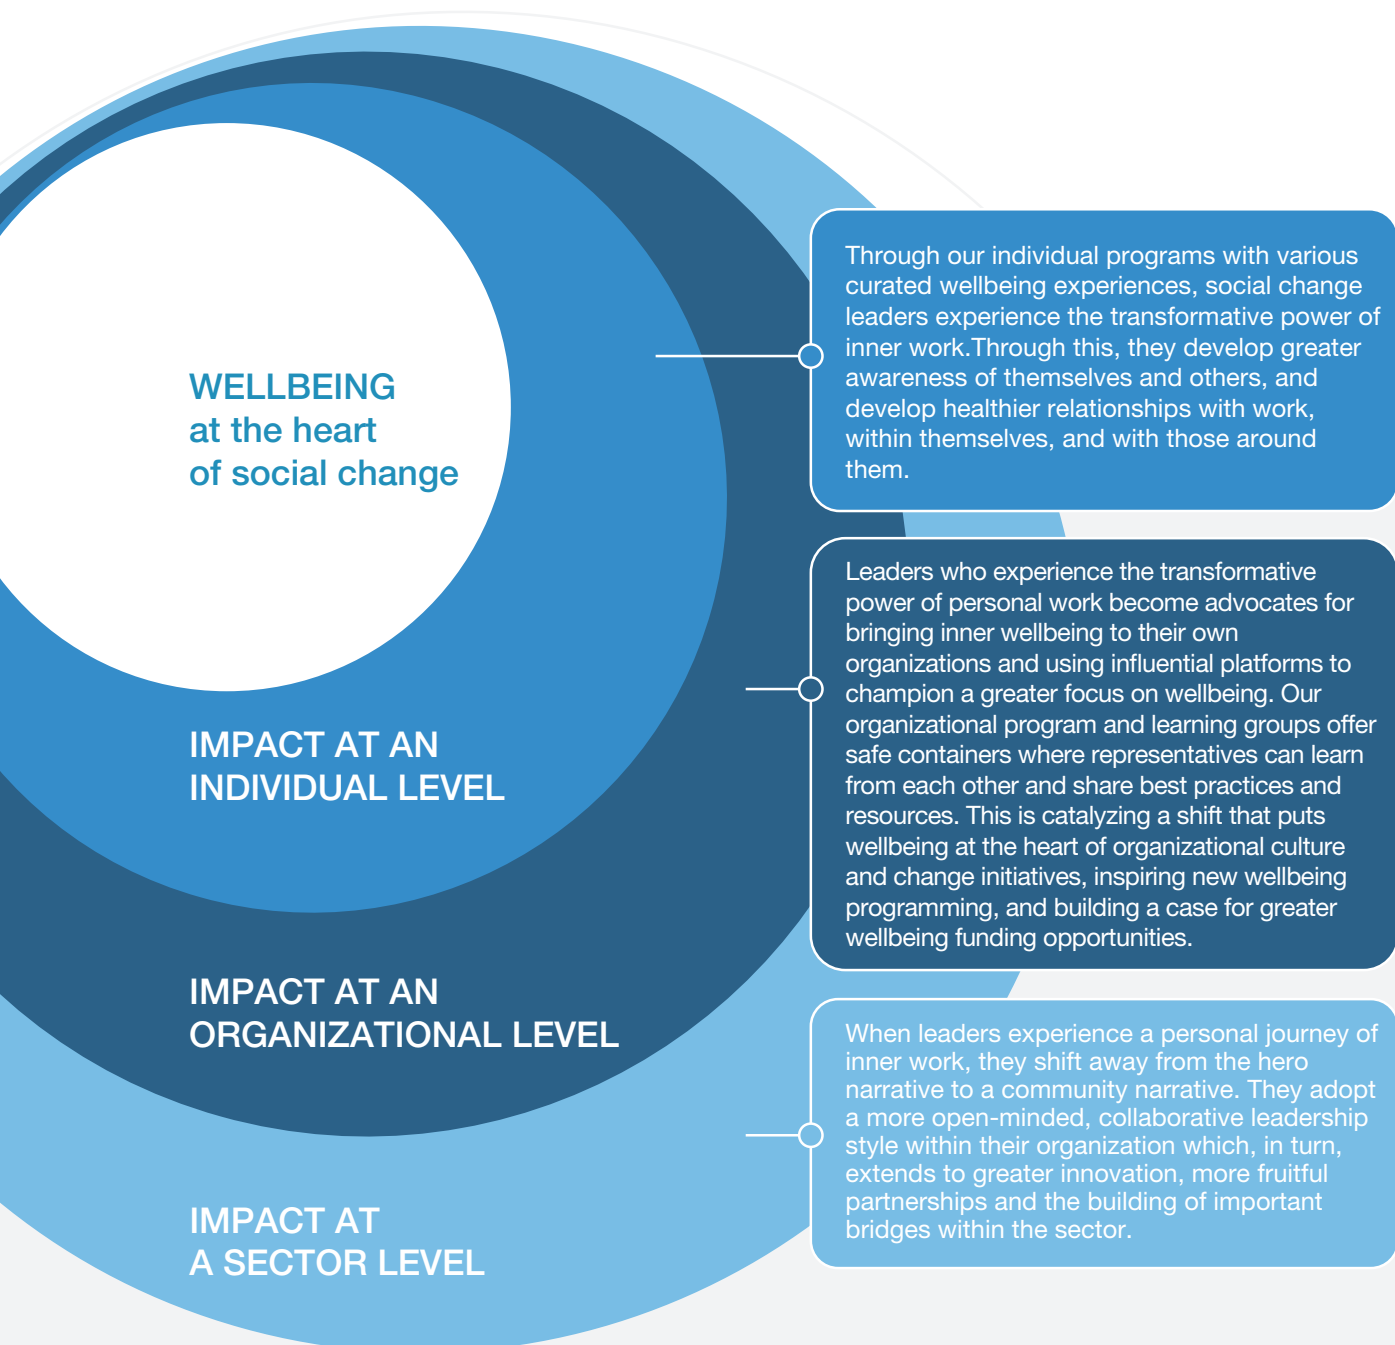 WELLBEING
at the heart
of social change
IMPACT AT AN
INDIVIDUAL LEVEL
Through our individual programs with various
curated wellbeing experiences, social change
leaders experience the transformative power of
inner work.Through this, they develop greater
awareness of themselves and others, and
develop healthier relationships with work,
within themselves, and with those around
them.
IMPACT AT AN
ORGANIZATIONAL LEVEL
Leaders who experience the transformative
power of personal work become advocates for
bringing inner wellbeing to their own
organizations and using influential platforms to
champion a greater focus on wellbeing. Our
organizational program and learning groups offer
safe containers where representatives can learn
from each other and share best practices and
resources. This is catalyzing a shift that puts
wellbeing at the heart of organizational culture
and change initiatives, inspiring new wellbeing
programming, and building a case for greater
wellbeing funding opportunities.
IMPACT AT
A SECTOR LEVEL
When leaders experience a personal journey of
inner work, they shift away from the hero
narrative to a community narrative. They adopt
a more open-minded, collaborative leadership
style within their organization which, in turn,
extends to greater innovation, more fruitful
partnerships and the building of important
bridges within the sector.